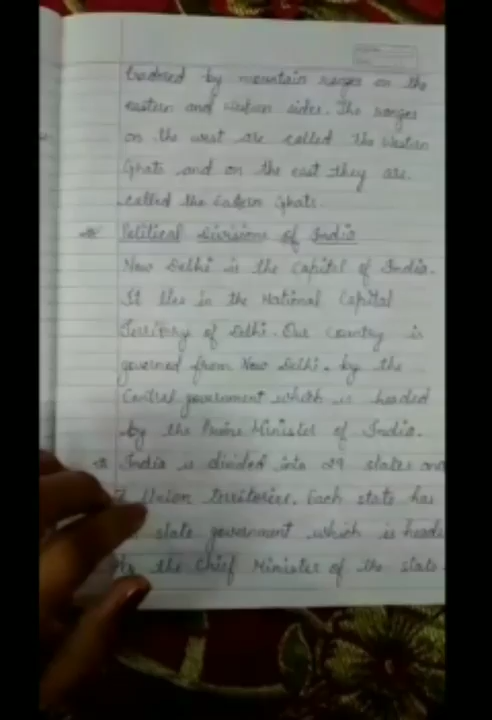 by mountain ranges on the
eastern and western sides. The ranges
on the west are called the western
Ghats and on the east they are
called the Eastern Ghats.
Political Divisions of India
New Delhi is the capital of India.
It lies in the National Capital
Territory of Delhi. Our country is
governed from New Delhi. by the
Central government which is headed
by the Prime Minister of India.
India is divided into 29 states and
7 Union territories. Each state has
state government which is heade
by the Chief Minister of the state.